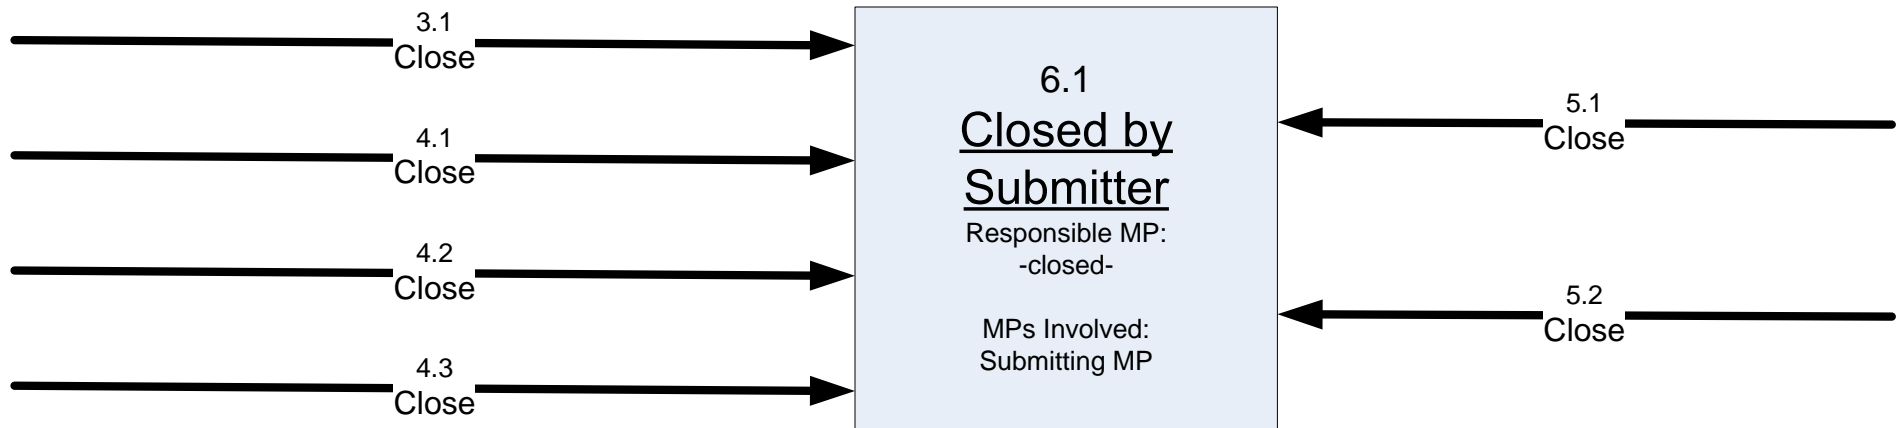 3.1
Close
4.1
Close
4.2
Close
4.3
Close
6.1
Closed by
Submitter
Responsible MP:
-closed-
MPs Involved:
Submitting MP
5.1
Close
5.2
Close